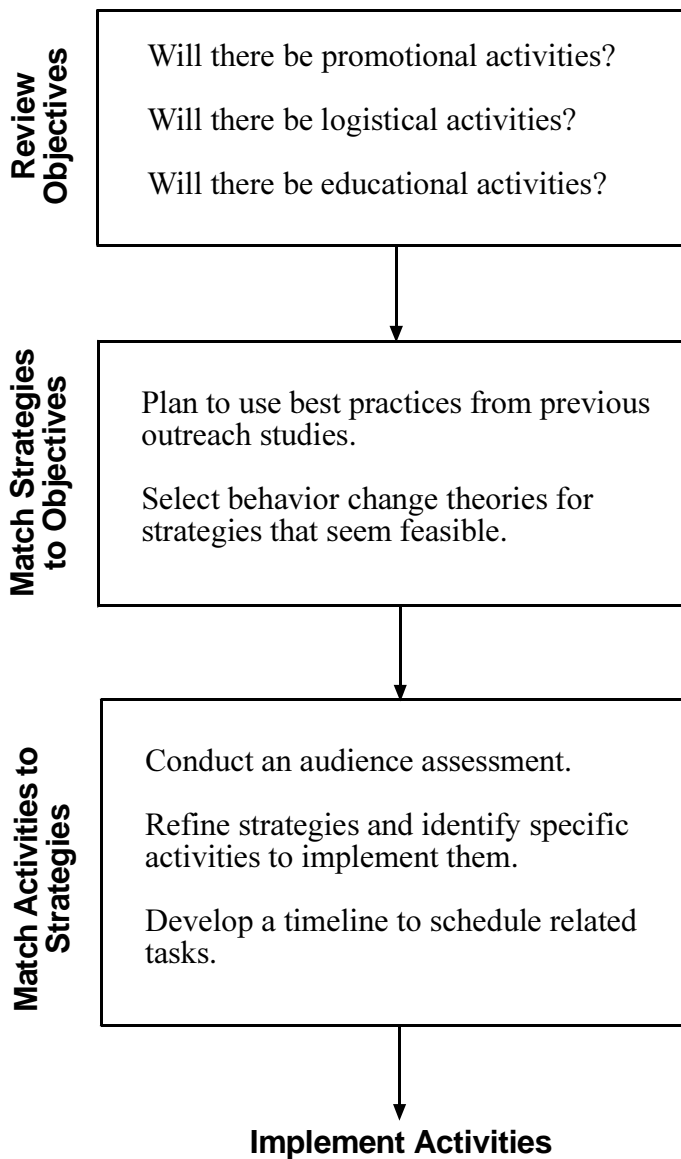 Review
Objectives
Will there be promotional activities?
Will there be logistical activities?
Will there be educational activities?
Match Strategies
to Objectives
Plan to use best practices from previous
outreach studies.
Select behavior change theories for
strategies that seem feasible.
Match Activities to
Strategies
Conduct an audience assessment.
Refine strategies and identify specific
activities to implement them.
Develop a timeline to schedule related
tasks.
Implement Activities